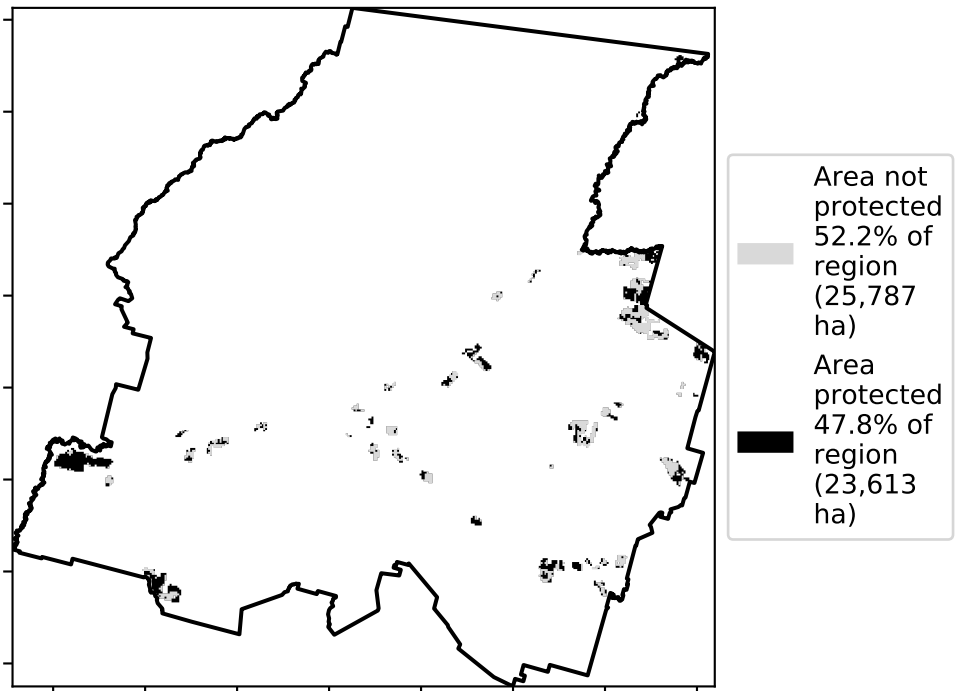 Area not
protected
52.2% of
region
(25,787
ha)
Area
protected
47.8% of
region
(23,613
ha)